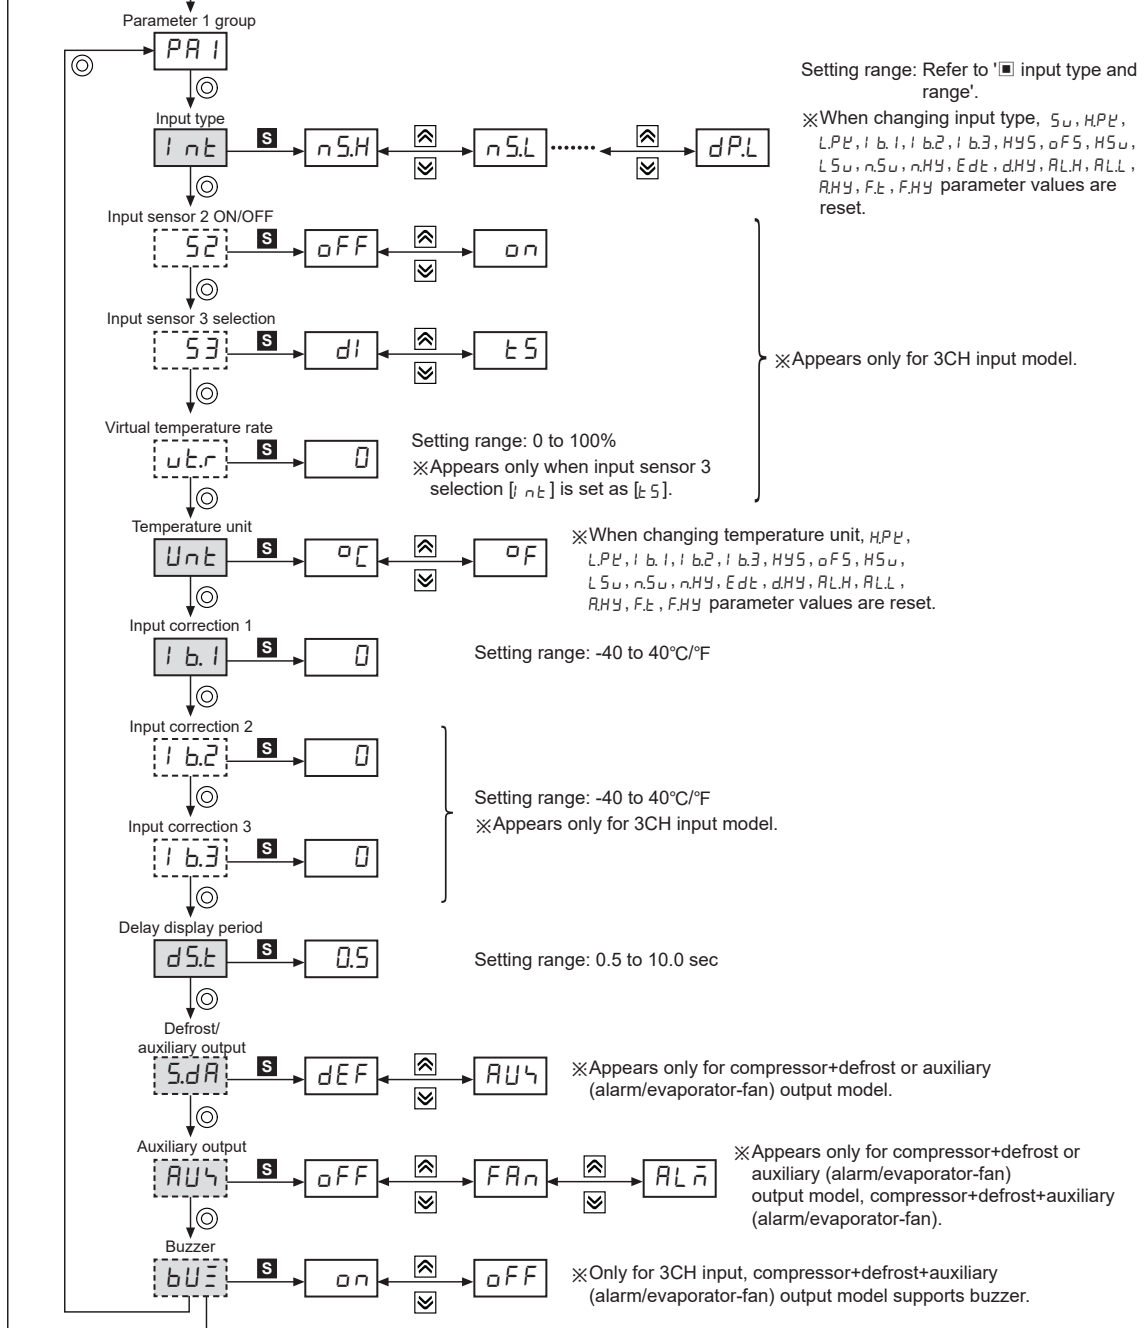 Parameter 1 group
PA1
Setting range: Refer to '▣ input type and
range'.
Input type
Int
S
nS.H
nS.L
dP.L
※When changing input type, Su, H.PK,
L.PK, Ib.1, Ib.2, Ib.3, HYS, oFS, HSu,
LSu, n.Su, n.HY, Edt, d.HY, AL.H, AL.L,
A.HY, F.t, F.HY parameter values are
reset.
Input sensor 2 ON/OFF
S2
S
oFF
on
Input sensor 3 selection
S3
S
dI
tS
※Appears only for 3CH input model.
Virtual temperature rate
ut.r
S
0
Setting range: 0 to 100%
※Appears only when input sensor 3
selection [Int] is set as [tS].
Temperature unit
Unt
S
°C
°F
※When changing temperature unit, H.PK,
L.PK, Ib.1, Ib.2, Ib.3, HYS, oFS, HSu,
LSu, n.Su, n.HY, Edt, d.HY, AL.H, AL.L,
A.HY, F.t, F.HY parameter values are reset.
Input correction 1
Ib.1
S
0
Setting range: -40 to 40°C/°F
Input correction 2
Ib.2
S
0
Setting range: -40 to 40°C/°F
※Appears only for 3CH input model.
Input correction 3
Ib.3
S
0
Delay display period
dS.t
S
0.5
Setting range: 0.5 to 10.0 sec
Defrost/
auxiliary output
S.dA
S
dEF
AUX
※Appears only for compressor+defrost or auxiliary
(alarm/evaporator-fan) output model.
Auxiliary output
AUX
S
oFF
FAn
ALM
※Appears only for compressor+defrost or
auxiliary (alarm/evaporator-fan)
output model, compressor+defrost+auxiliary
(alarm/evaporator-fan).
Buzzer
bUZ
S
on
oFF
※Only for 3CH input, compressor+defrost+auxiliary
(alarm/evaporator-fan) output model supports buzzer.